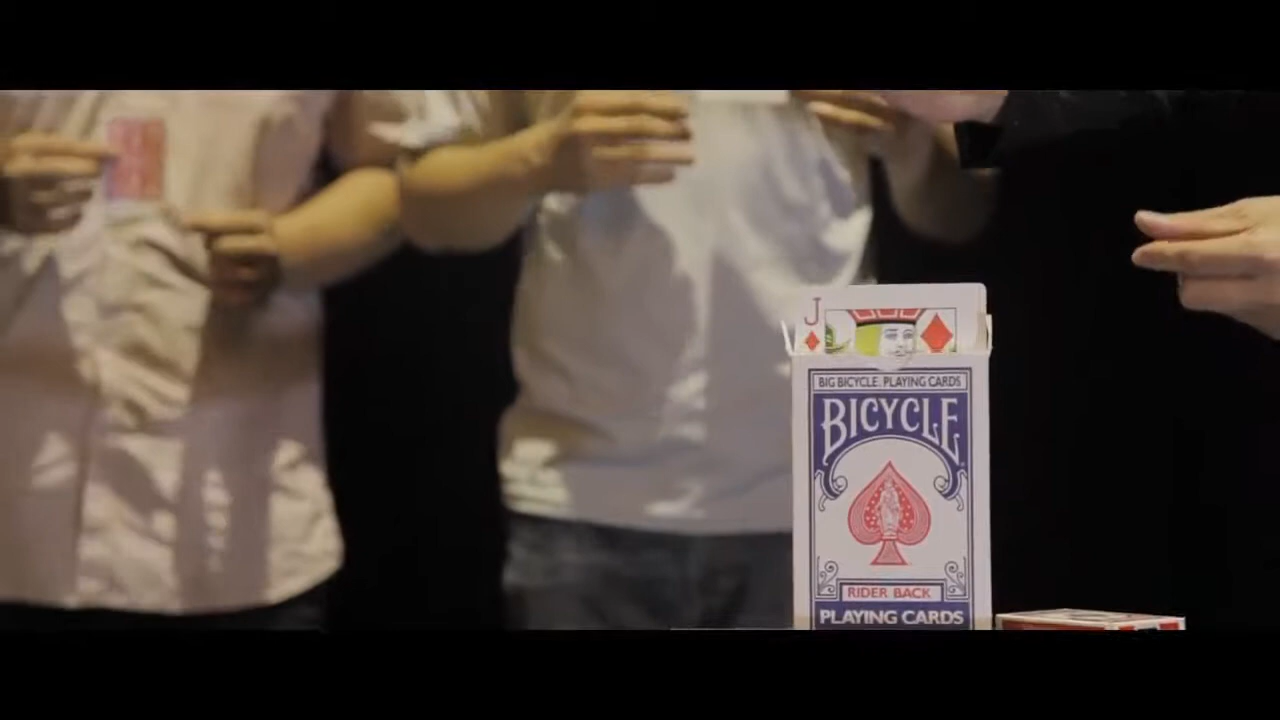 J
BIG BICYCLE PLAYING CARDS
BICYCLE
RIDER BACK
PLAYING CARDS